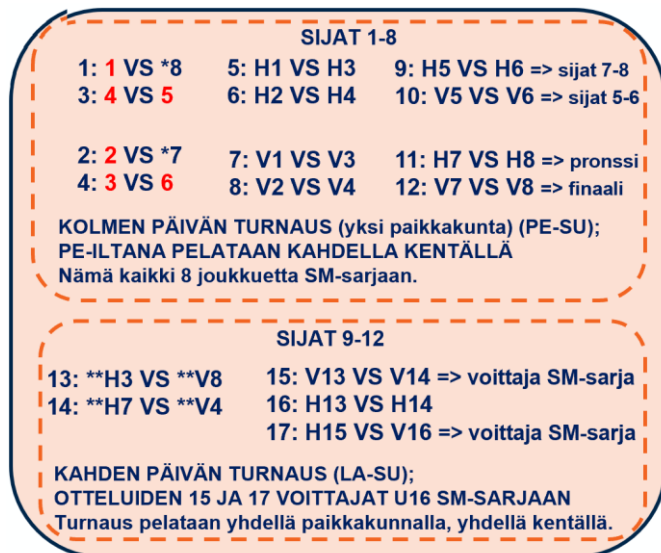 SIJAT 1-8
1: 1 VS *8 5: H1 VS H3 9: H5 VS H6 => sijat 7-8
3: 4 VS 5 6: H2 VS H4 10: V5 VS V6 => sijat 5-6
2: 2 VS *7 7: V1 VS V3 11: H7 VS H8 => pronssi
4: 3 VS 6 8: V2 VS V4 12: V7 VS V8 => finaali
KOLMEN PÄIVÄN TURNAUS (yksi paikkakunta) (PE-SU);
PE-ILTANA PELATAAN KAHDELLA KENTÄLLÄ
Nämä kaikki 8 joukkuetta SM-sarjaan.
SIJAT 9-12
13: **H3 VS **V8 15: V13 VS V14 => voittaja SM-sarja
14: **H7 VS **V4 16: H13 VS H14
17: H15 VS V16 => voittaja SM-sarja
KAHDEN PÄIVÄN TURNAUS (LA-SU);
OTTELUIDEN 15 JA 17 VOITTAJAT U16 SM-SARJAAN
Turnaus pelataan yhdellä paikkakunnalla, yhdellä kentällä.